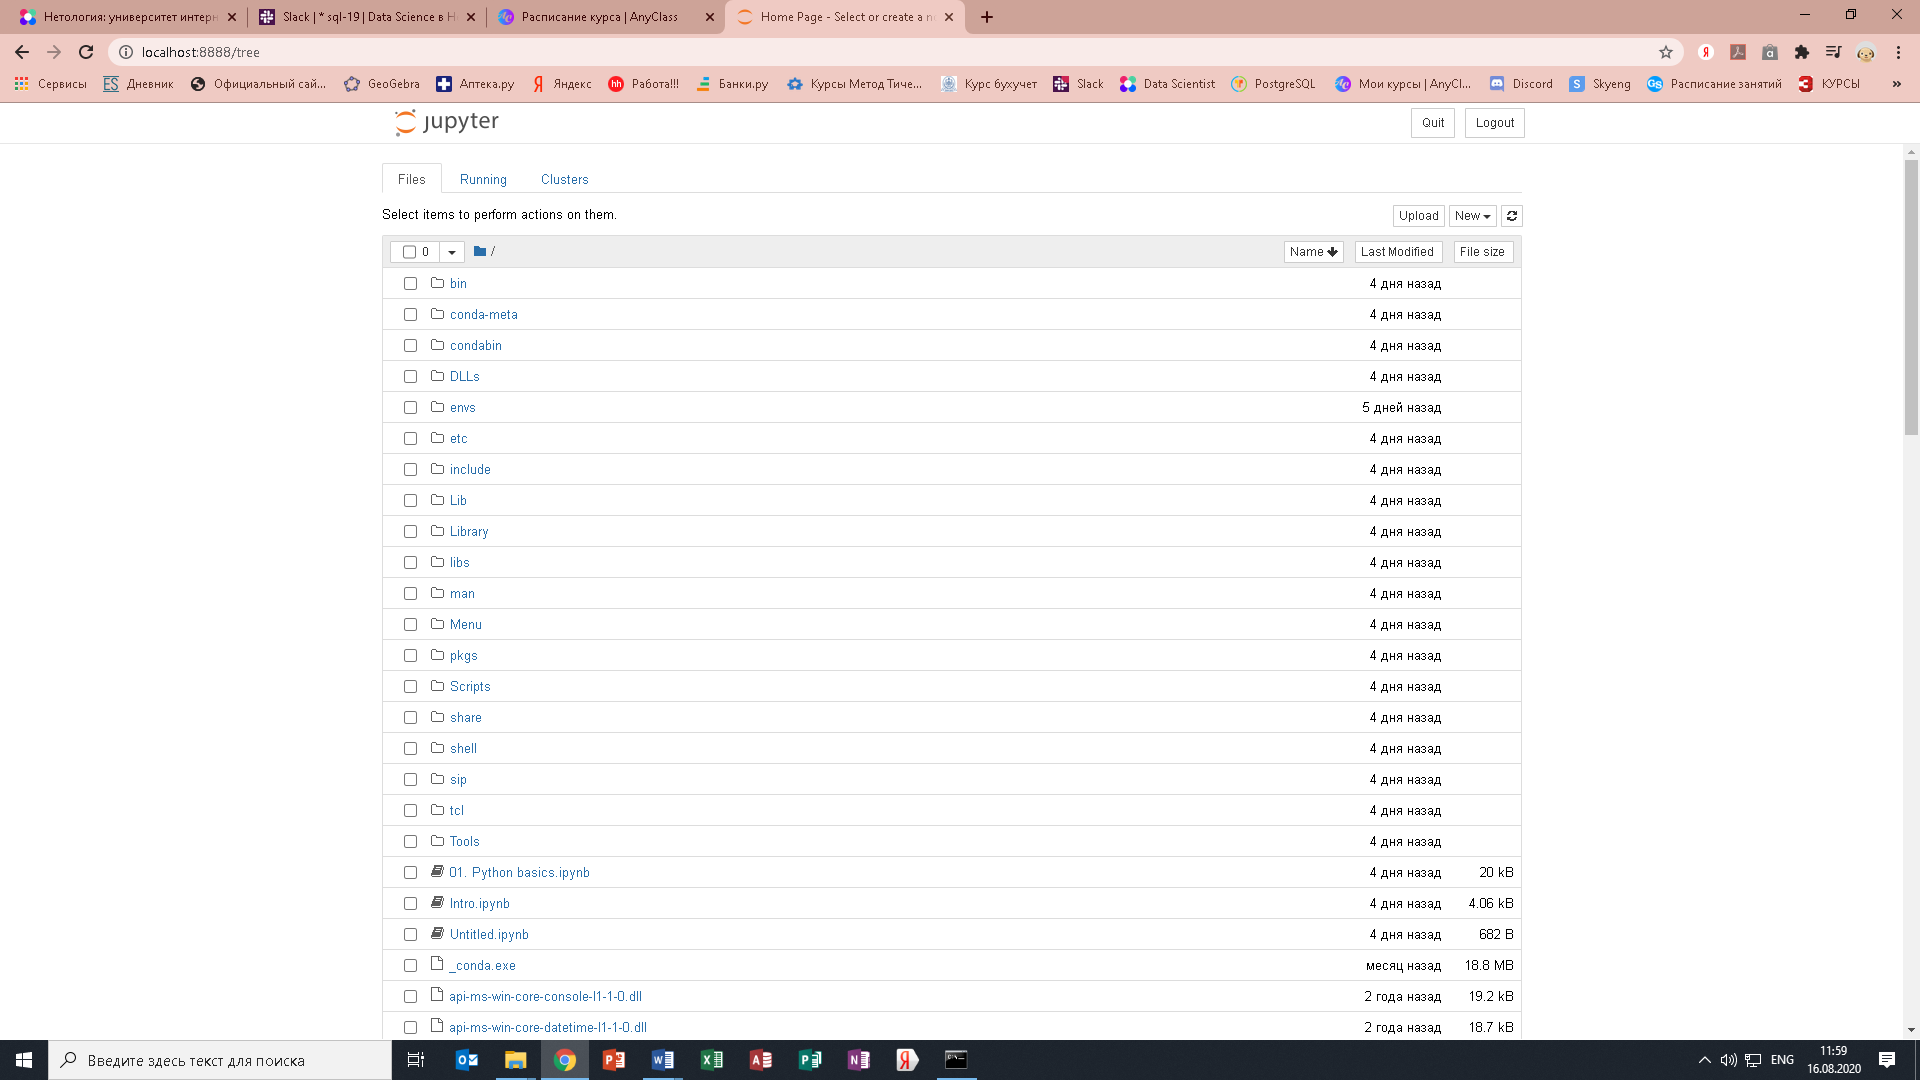 Нетология: университет интерн
Slack | * sql-19 | Data Science в Н
Расписание курса | AnyClass
Home Page - Select or create a n
localhost:8888/tree
Сервисы
Дневник
Официальный сай...
GeoGebra
Аптека.ру
Яндекс
Работа!!!
Банки.ру
Курсы Метод Тиче...
Курс бухучет
Slack
Data Scientist
PostgreSQL
Мои курсы | AnyCl...
Discord
Skyeng
Расписание занятий
КУРСЫ
»
jupyter
Quit
Logout
Files
Running
Clusters
Select items to perform actions on them.
Upload
New
0
/
Name
Last Modified
File size
bin 4 дня назад
conda-meta 4 дня назад
condabin 4 дня назад
DLLs 4 дня назад
envs 5 дней назад
etc 4 дня назад
include 4 дня назад
Lib 4 дня назад
Library 4 дня назад
libs 4 дня назад
man 4 дня назад
Menu 4 дня назад
pkgs 4 дня назад
Scripts 4 дня назад
share 4 дня назад
shell 4 дня назад
sip 4 дня назад
tcl 4 дня назад
Tools 4 дня назад
01. Python basics.ipynb 4 дня назад 20 kB
Intro.ipynb 4 дня назад 4.06 kB
Untitled.ipynb 4 дня назад 682 B
_conda.exe месяц назад 18.8 MB
api-ms-win-core-console-l1-1-0.dll 2 года назад 19.2 kB
api-ms-win-core-datetime-l1-1-0.dll 2 года назад 18.7 kB
Введите здесь текст для поиска
ENG
11:59
16.08.2020